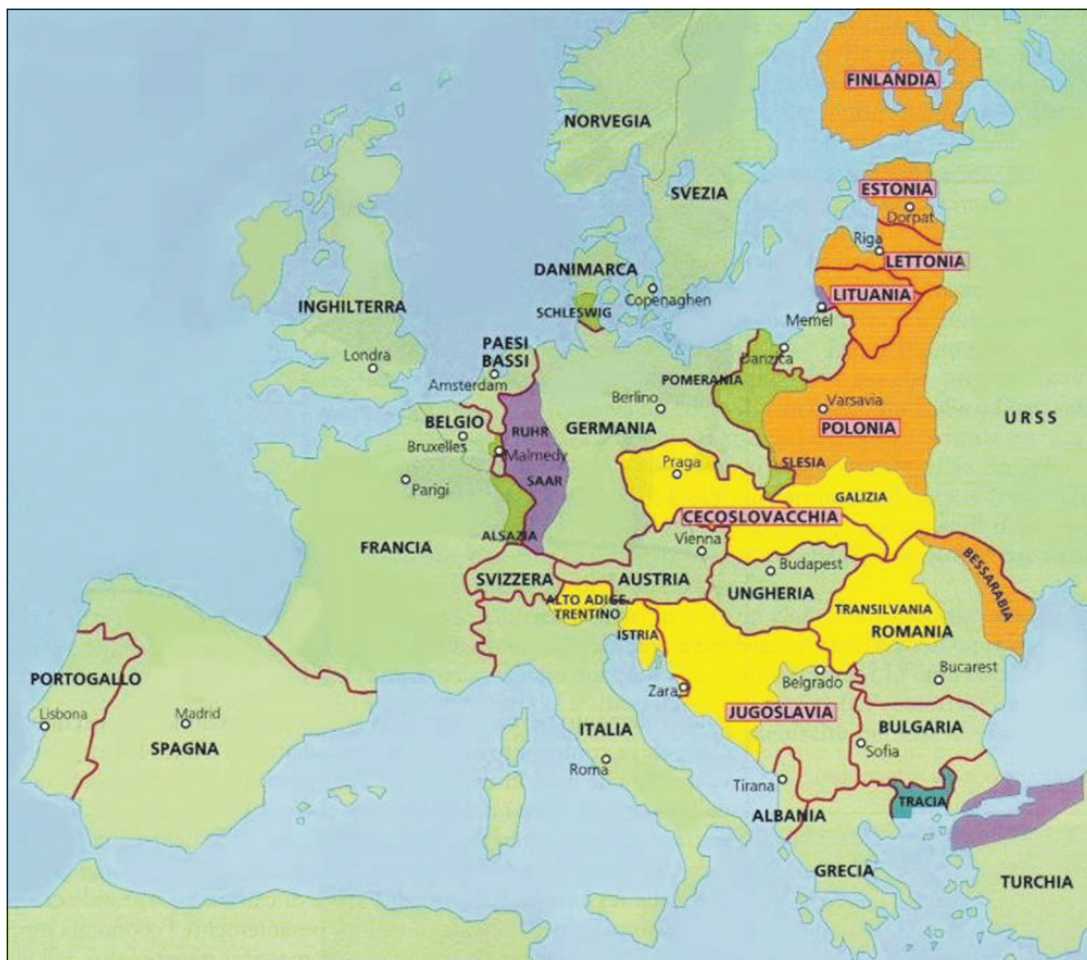 FINLANDIA
NORVEGIA
ESTONIA
SVEZIA
Dorpat
Riga
LETTONIA
DANIMARCA
LITUANIA
Copenaghen
INGHILTERRA
SCHLESWIG
Memel
PAESI
BASSI
Londra
Danzica
Amsterdam
POMERANIA
Berlino
Varsavia
URSS
BELGIO
RUHR
GERMANIA
POLONIA
Bruxelles
Malmedy
Praga
SLESIA
SAAR
Parigi
GALIZIA
CECOSLOVACCHIA
ALSAZIA
Vienna
FRANCIA
Budapest
BESSARABIA
SVIZZERA
AUSTRIA
UNGHERIA
ALTO ADIGE
TRENTINO
TRANSILVANIA
ISTRIA
ROMANIA
PORTOGALLO
Bucarest
Belgrado
Zara
Lisbona
Madrid
JUGOSLAVIA
ITALIA
BULGARIA
SPAGNA
Sofia
Roma
Tirana
TRACIA
ALBANIA
GRECIA
TURCHIA